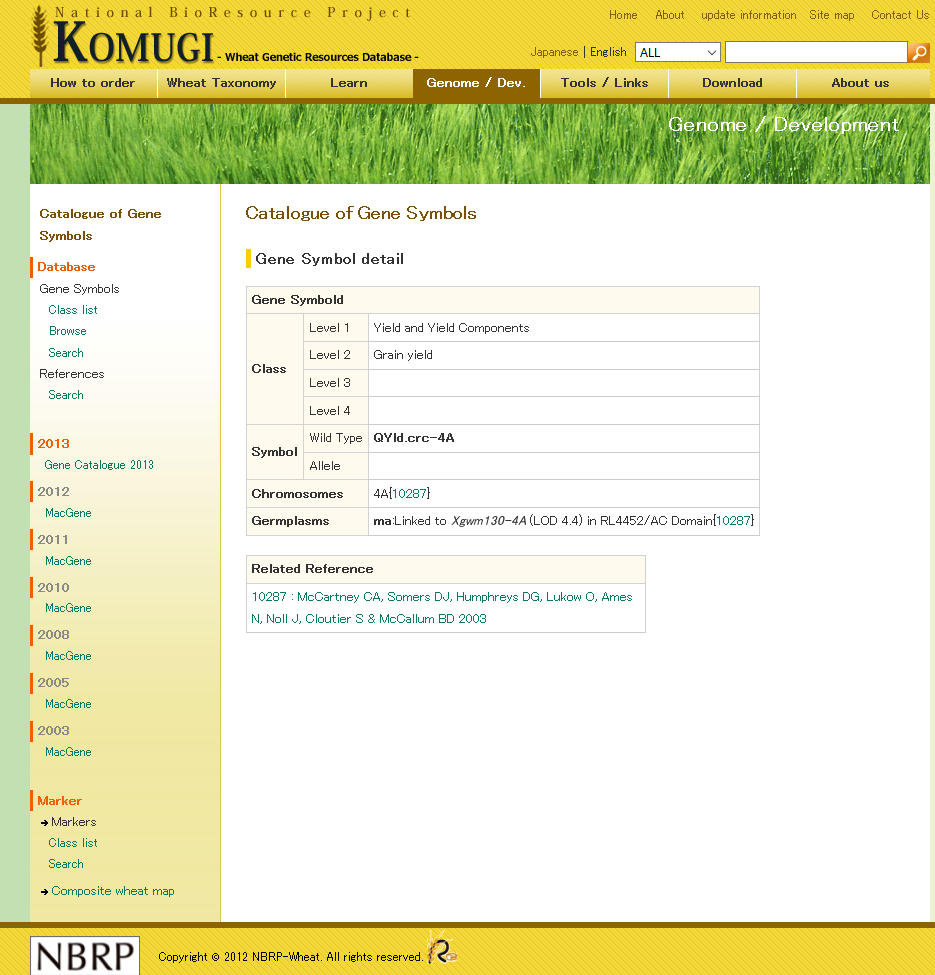 National BioResource Project
KOMUGI - Wheat Genetic Resources Database -
Home About update information Site map Contact Us
Japanese | English ALL
How to order Wheat Taxonomy Learn Genome / Dev. Tools / Links Download About us
Genome / Development
Catalogue of Gene
Symbols
Database
Gene Symbols
Class list
Browse
Search
References
Search
2013
Gene Catalogue 2013
2012
MacGene
2011
MacGene
2010
MacGene
2008
MacGene
2005
MacGene
2003
MacGene
Marker
Markers
Class list
Search
Composite wheat map
Catalogue of Gene Symbols
Gene Symbol detail
Gene Symbold
Class Level 1 Yield and Yield Components
Level 2 Grain yield
Level 3
Level 4
Symbol Wild Type QYld.crc-4A
Allele
Chromosomes 4A{10287}
Germplasms ma:Linked to Xgwm130-4A (LOD 4.4) in RL4452/AC Domain{10287}
Related Reference
10287 : McCartney CA, Somers DJ, Humphreys DG, Lukow O, Ames
N, Noll J, Cloutier S & McCallum BD 2003
NBRP Copyright © 2012 NBRP-Wheat. All rights reserved.